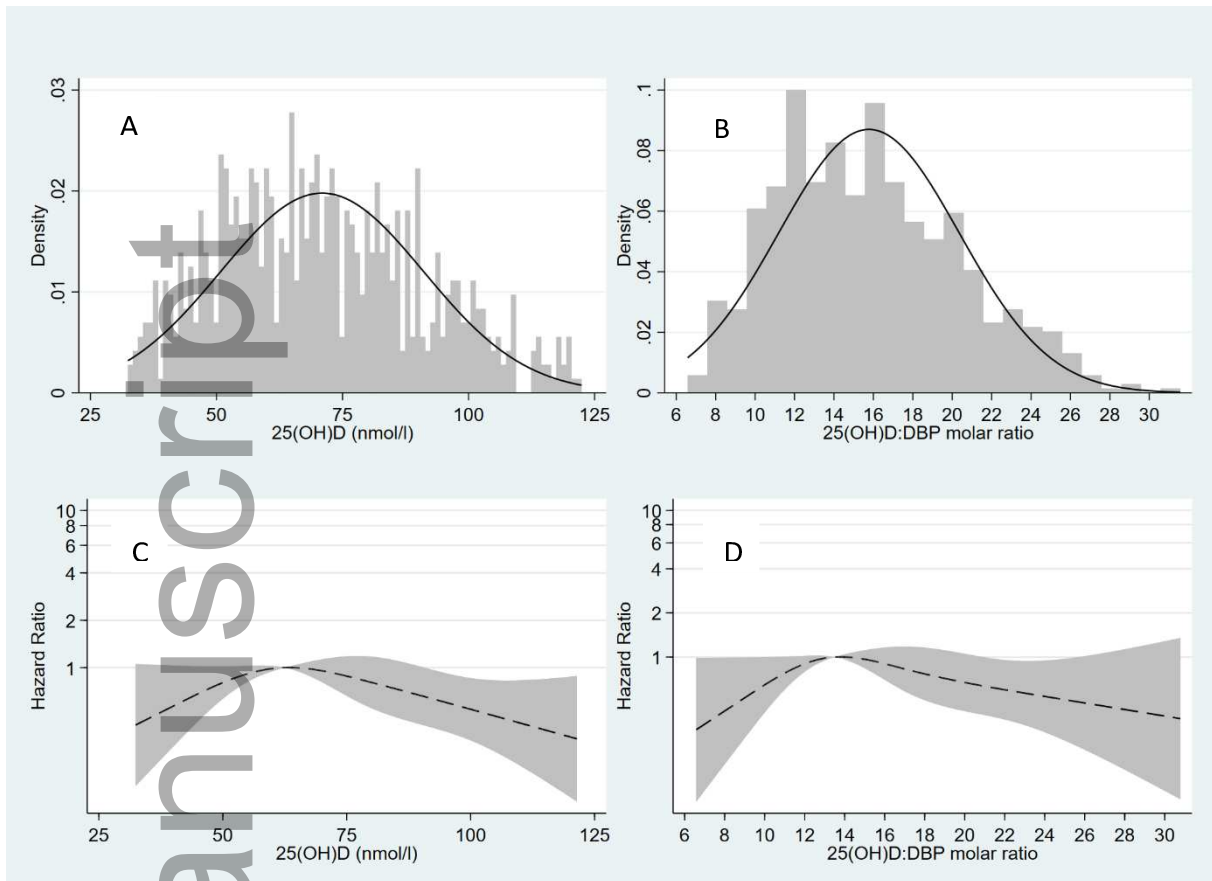 A
Density
.03
.02
.01
0
25 50 75 100 125
25(OH)D (nmol/l)
B
Density
.1
.08
.06
.04
.02
0
6 8 10 12 14 16 18 20 22 24 26 28 30
25(OH)D:DBP molar ratio
C
Hazard Ratio
10
8
6
4
2
1
25 50 75 100 125
25(OH)D (nmol/l)
D
Hazard Ratio
10
8
6
4
2
1
6 8 10 12 14 16 18 20 22 24 26 28 30
25(OH)D:DBP molar ratio
anuscript